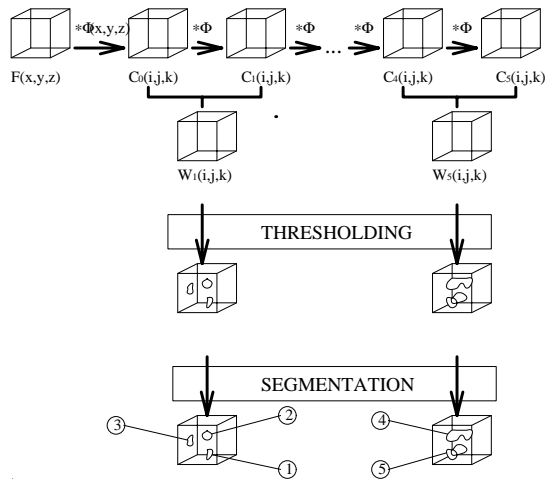 *Φ(x,y,z) *Φ *Φ *Φ *Φ
...
F(x,y,z) C₀(i,j,k) C₁(i,j,k) C₄(i,j,k) C₅(i,j,k)
W₁(i,j,k) W₅(i,j,k)
THRESHOLDING
SEGMENTATION
3 2 4
1 5